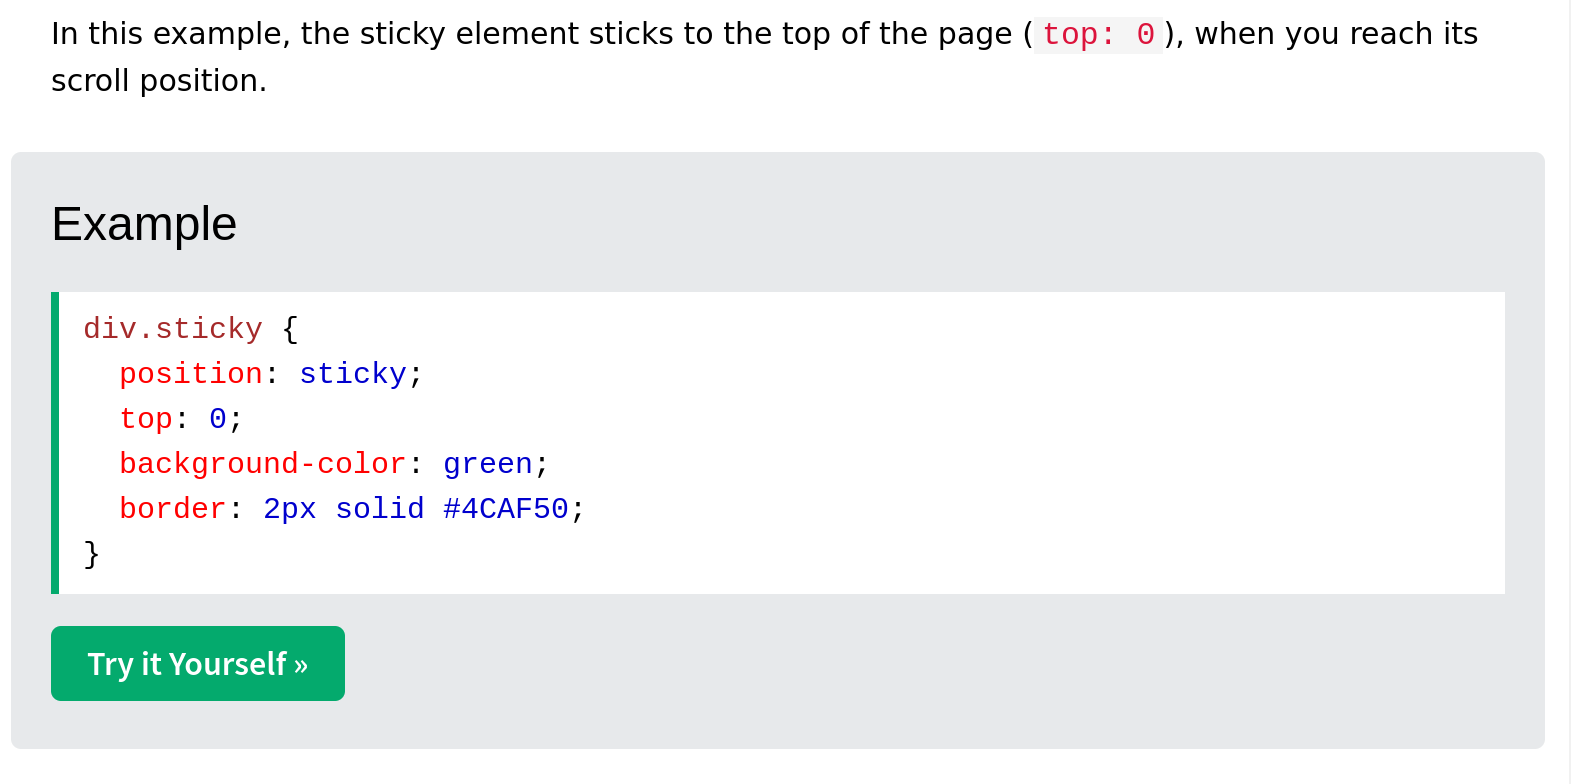 In this example, the sticky element sticks to the top of the page ( top: 0 ), when you reach its
scroll position.
Example
div.sticky {
  position: sticky;
  top: 0;
  background-color: green;
  border: 2px solid #4CAF50;
}
Try it Yourself »